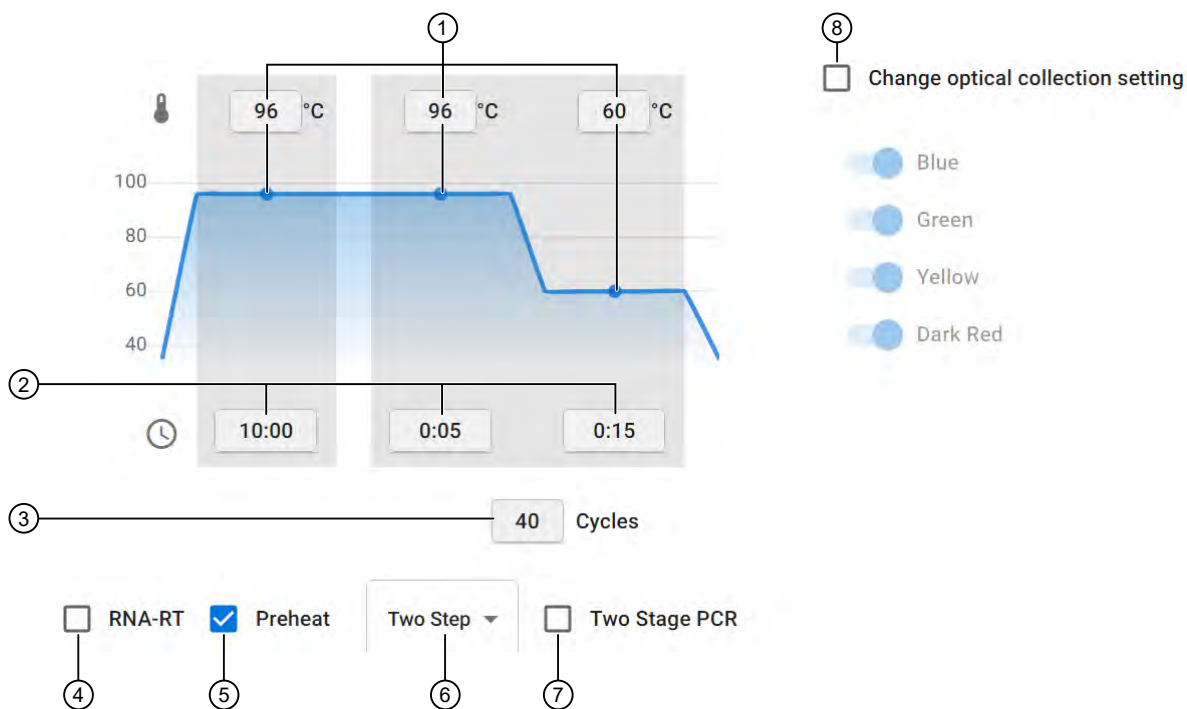 1
8
Change optical collection setting
96 °C
96 °C
60 °C
Blue
100
Green
80
Yellow
60
Dark Red
40
2
10:00
0:05
0:15
3
40 Cycles
RNA-RT
Preheat
Two Step
Two Stage PCR
4
5
6
7